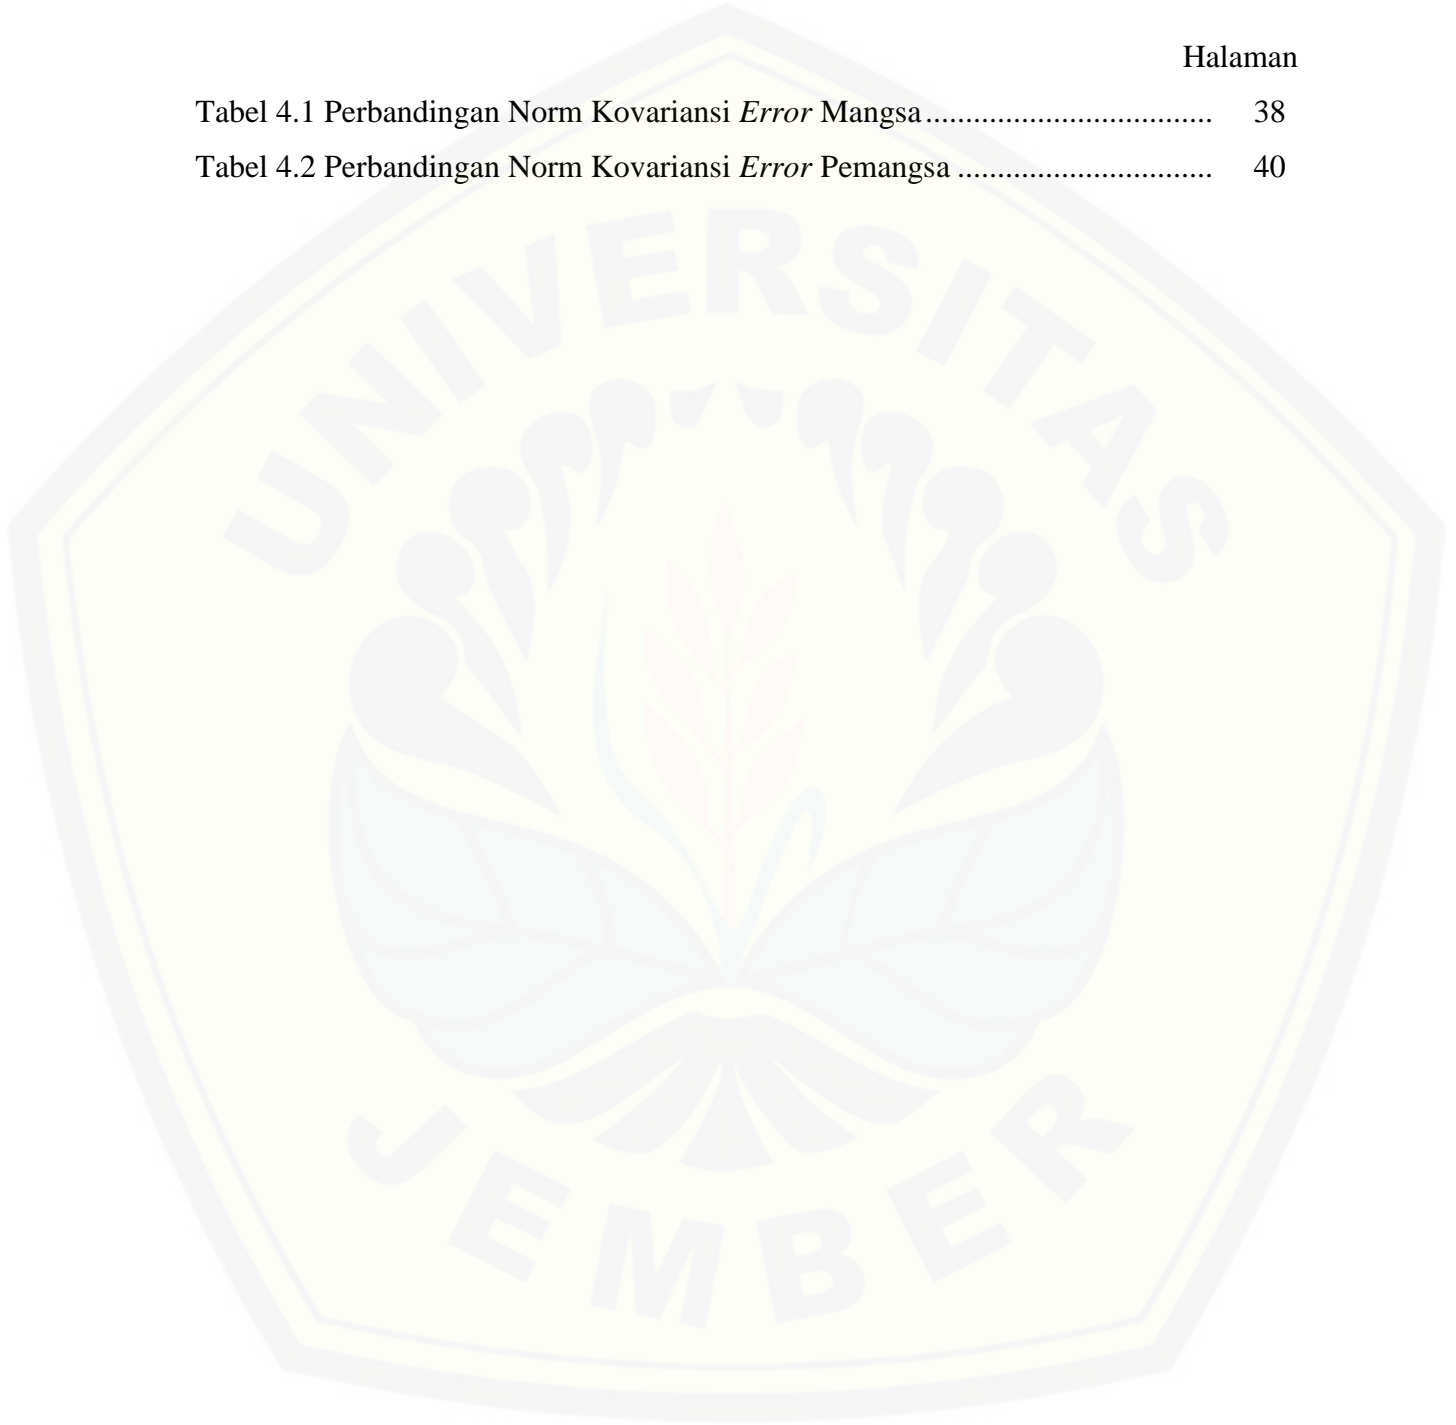 Halaman
Tabel 4.1 Perbandingan Norm Kovariansi Error Mangsa.................................... 38
Tabel 4.2 Perbandingan Norm Kovariansi Error Pemangsa ................................ 40
UNIVERSITAS
JEMBER